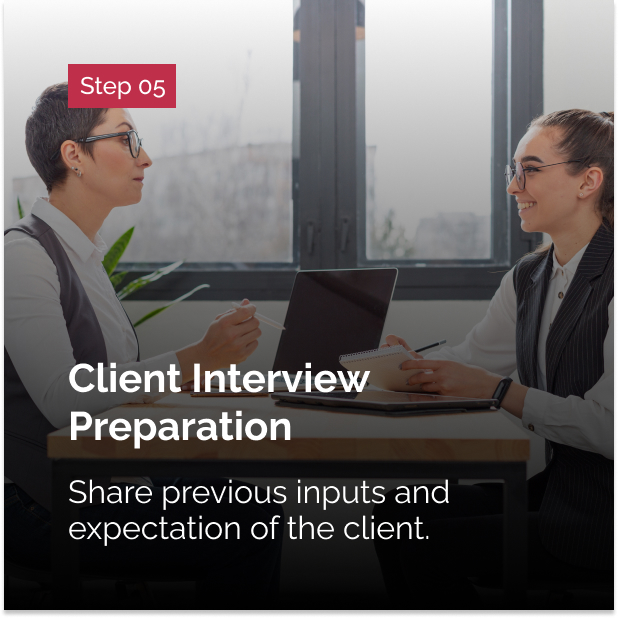 Step 05
Client Interview
Preparation
Share previous inputs and
expectation of the client.